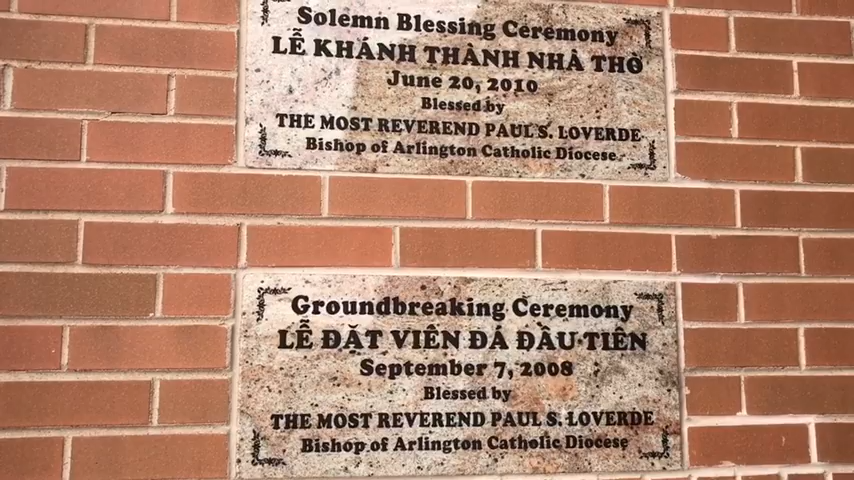 Solemn Blessing Ceremony
LỄ KHÁNH THÀNH NHÀ THỜ
June 20, 2010
Blessed by
THE MOST REVEREND PAUL S. LOVERDE
Bishop of Arlington Catholic Diocese
Groundbreaking Ceremony
LỄ ĐẶT VIÊN ĐÁ ĐẦU TIÊN
September 7, 2008
Blessed by
THE MOST REVEREND PAUL S. LOVERDE
Bishop of Arlington Catholic Diocese